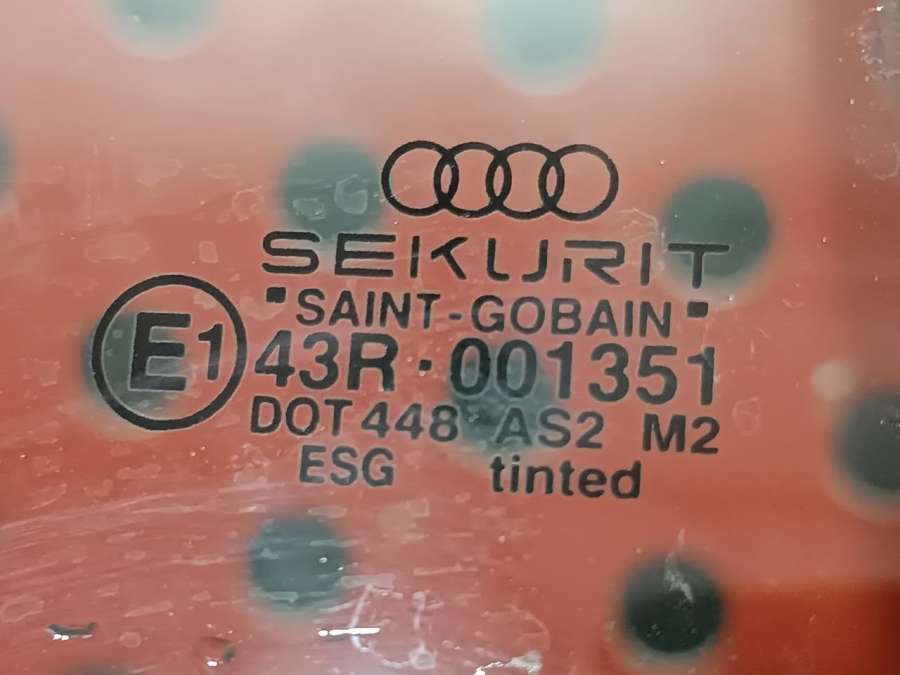 SEKURIT
SAINT-GOBAIN
E1 43R·001351
DOT 448 AS2 M2
ESG tinted